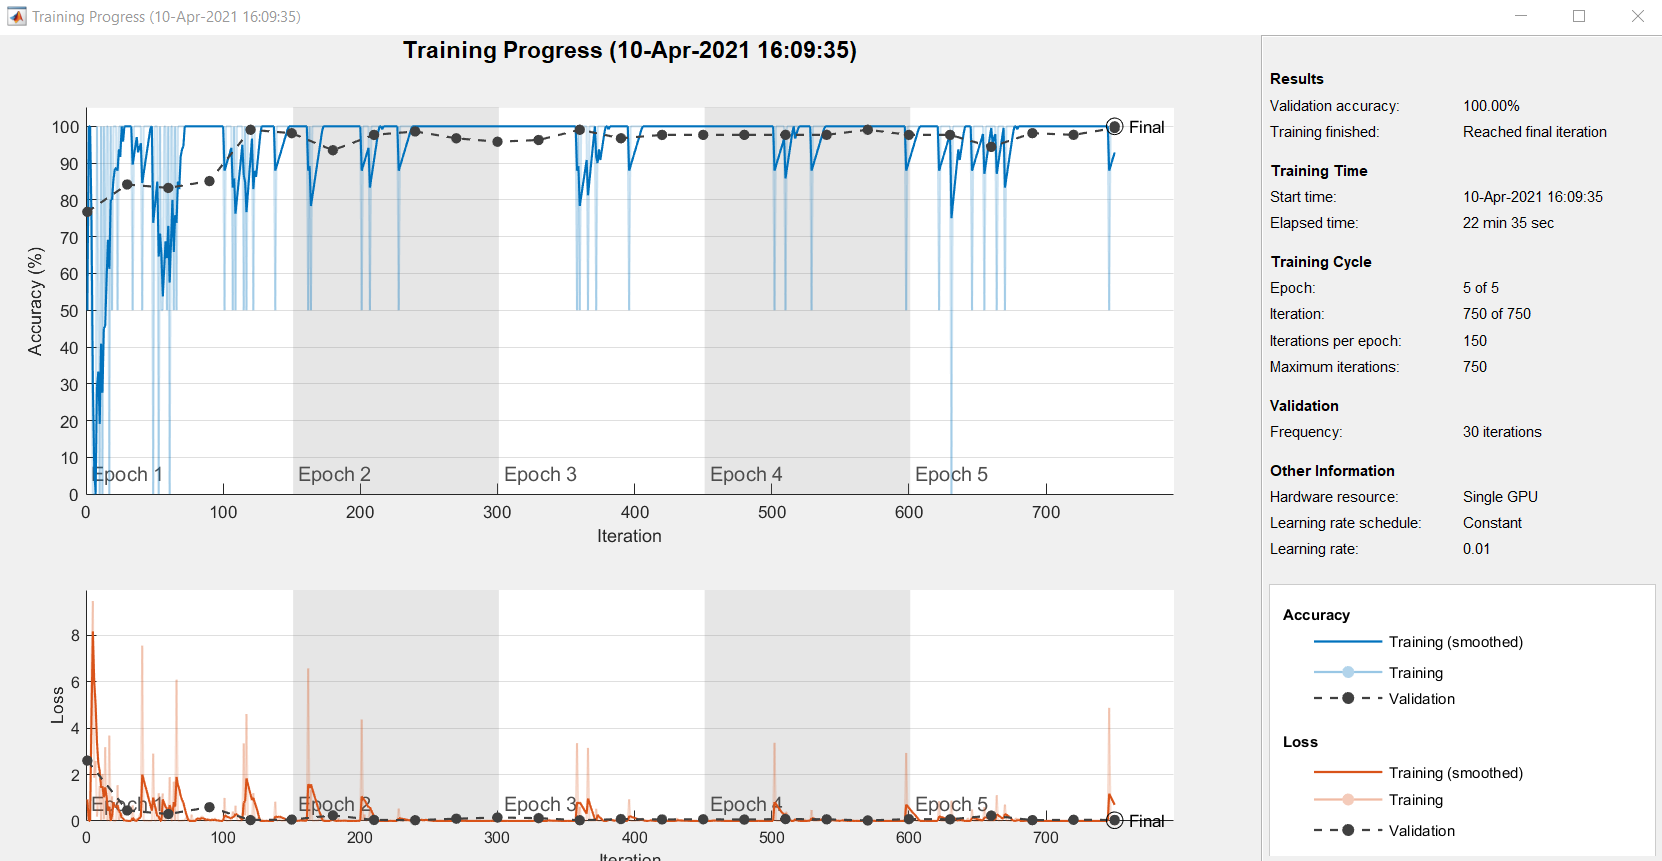 Training Progress (10-Apr-2021 16:09:35)
Training Progress (10-Apr-2021 16:09:35)
100
90
80
70
60
50
40
30
20
10
0
Accuracy (%)
Epoch 1
Epoch 2
Epoch 3
Epoch 4
Epoch 5
Final
0 100 200 300 400 500 600 700
Iteration
8
6
4
2
0
Loss
Epoch 1
Epoch 2
Epoch 3
Epoch 4
Epoch 5
Final
0 100 200 300 400 500 600 700
Iteration
Results
Validation accuracy: 100.00%
Training finished: Reached final iteration
Training Time
Start time: 10-Apr-2021 16:09:35
Elapsed time: 22 min 35 sec
Training Cycle
Epoch: 5 of 5
Iteration: 750 of 750
Iterations per epoch: 150
Maximum iterations: 750
Validation
Frequency: 30 iterations
Other Information
Hardware resource: Single GPU
Learning rate schedule: Constant
Learning rate: 0.01
Accuracy
Training (smoothed)
Training
Validation
Loss
Training (smoothed)
Training
Validation